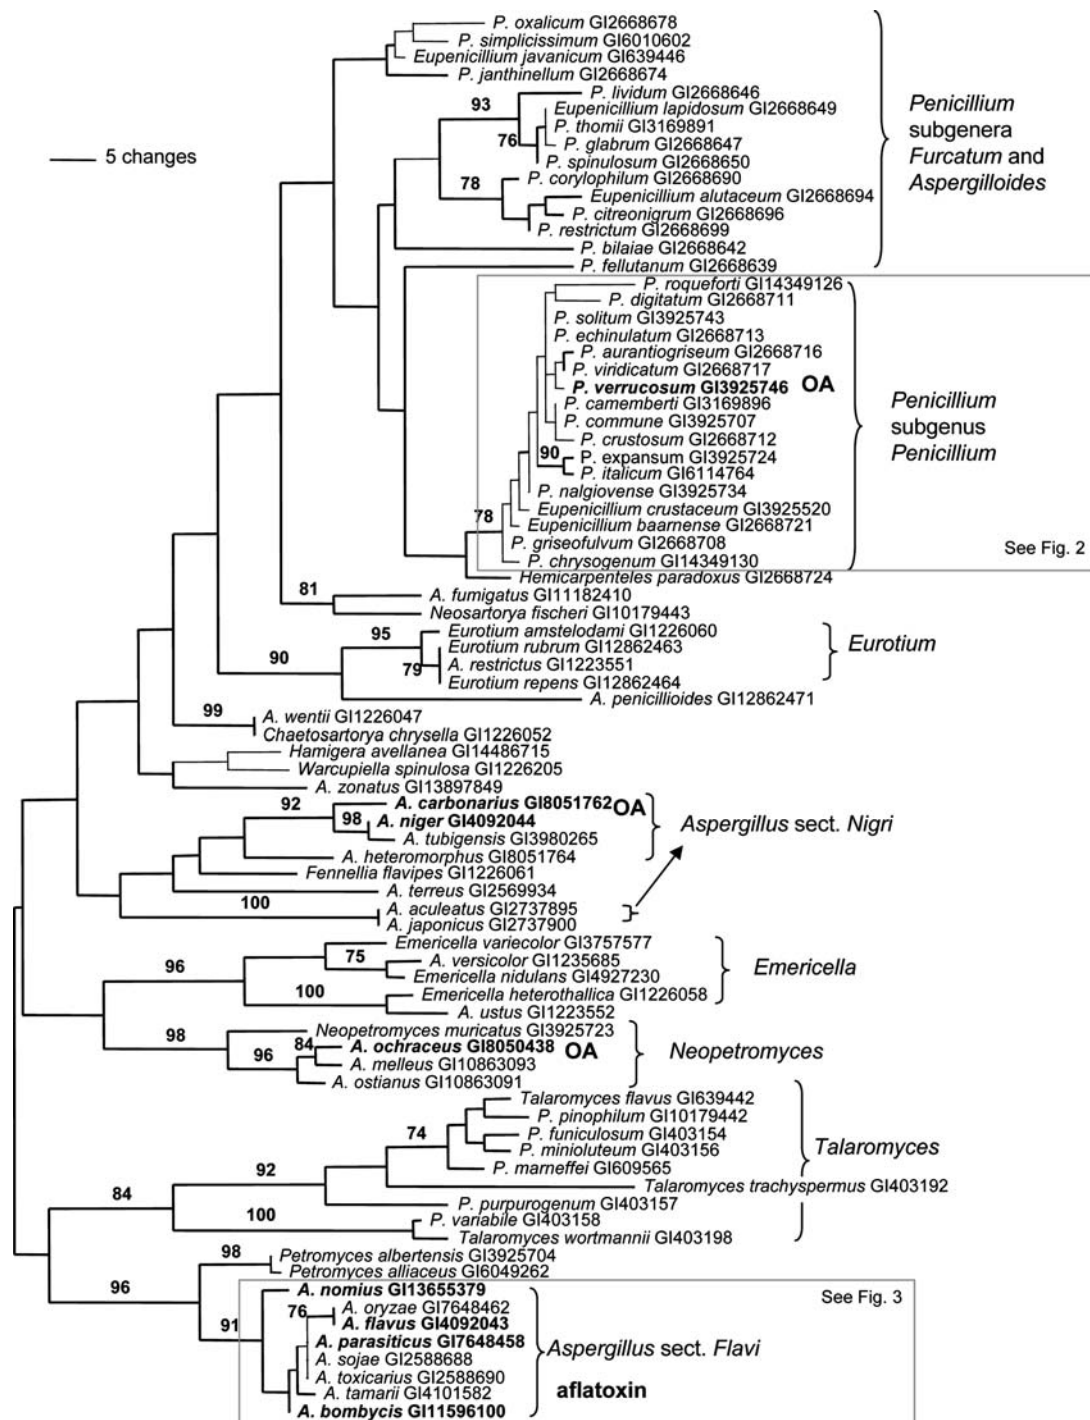 P. oxalicum GI2668678
P. simplicissimum GI6010602
Eupenicillium javanicum GI639446
P. janthinellum GI2668674
93
P. lividum GI2668646
Eupenicillium lapidosum GI2668649
P. thomii GI3169891
76
P. glabrum GI2668647
P. spinulosum GI2668650
78
P. corylophilum GI2668690
Eupenicillium alutaceum GI2668694
P. citreonigrum GI2668696
P. restrictum GI2668699
P. bilaiae GI2668642
P. fellutanum GI2668639
Penicillium
subgenera
Furcatum and
Aspergilloides
5 changes
P. roqueforti GI14349126
P. digitatum GI2668711
P. solitum GI3925743
P. echinulatum GI2668713
P. aurantiogriseum GI2668716
P. viridicatum GI2668717
P. verrucosum GI3925746 OA
P. camemberti GI3169896
P. commune GI3925707
P. crustosum GI2668712
90
P. expansum GI3925724
P. italicum GI6114764
P. nalgiovense GI3925734
Eupenicillium crustaceum GI3925520
78
Eupenicillium baarnense GI2668721
P. griseofulvum GI2668708
P. chrysogenum GI14349130
Penicillium
subgenus
Penicillium
See Fig. 2
Hemicarpenteles paradoxus GI2668724
81
A. fumigatus GI11182410
Neosartorya fischeri GI10179443
95
Eurotium amstelodami GI1226060
Eurotium rubrum GI12862463
90
79
A. restrictus GI1223551
Eurotium repens GI12862464
Eurotium
A. penicillioides GI12862471
99
A. wentii GI1226047
Chaetosartorya chrysella GI1226052
Hamigera avellanea GI14486715
Warcupiella spinulosa GI1226205
A. zonatus GI13897849
92
A. carbonarius GI8051762 OA
98
A. niger GI4092044
A. tubigensis GI3980265
A. heteromorphus GI8051764
Aspergillus sect. Nigri
Fennellia flavipes GI1226061
A. terreus GI2569934
100
A. aculeatus GI2737895
A. japonicus GI2737900
96
Emericella variecolor GI3757577
75
A. versicolor GI1235685
Emericella nidulans GI4927230
100
Emericella heterothallica GI1226058
A. ustus GI1223552
Emericella
98
Neopetromyces muricatus GI3925723
84
A. ochraceus GI8050438 OA
96
A. melleus GI10863093
A. ostianus GI10863091
Neopetromyces
Talaromyces flavus GI639442
P. pinophilum GI10179442
74
P. funiculosum GI403154
P. minioluteum GI403156
P. marneffei GI609565
92
Talaromyces trachyspermus GI403192
84
P. purpurogenum GI403157
100
P. variabile GI403158
Talaromyces wortmannii GI403198
Talaromyces
98
Petromyces albertensis GI3925704
Petromyces alliaceus GI6049262
96
A. nomius GI13655379
76
A. oryzae GI7648462
91
A. flavus GI4092043
A. parasiticus GI7648458
A. sojae GI2588688
A. toxicarius GI2588690
A. tamarii GI4101582
A. bombycis GI11596100
Aspergillus sect. Flavi
aflatoxin
See Fig. 3